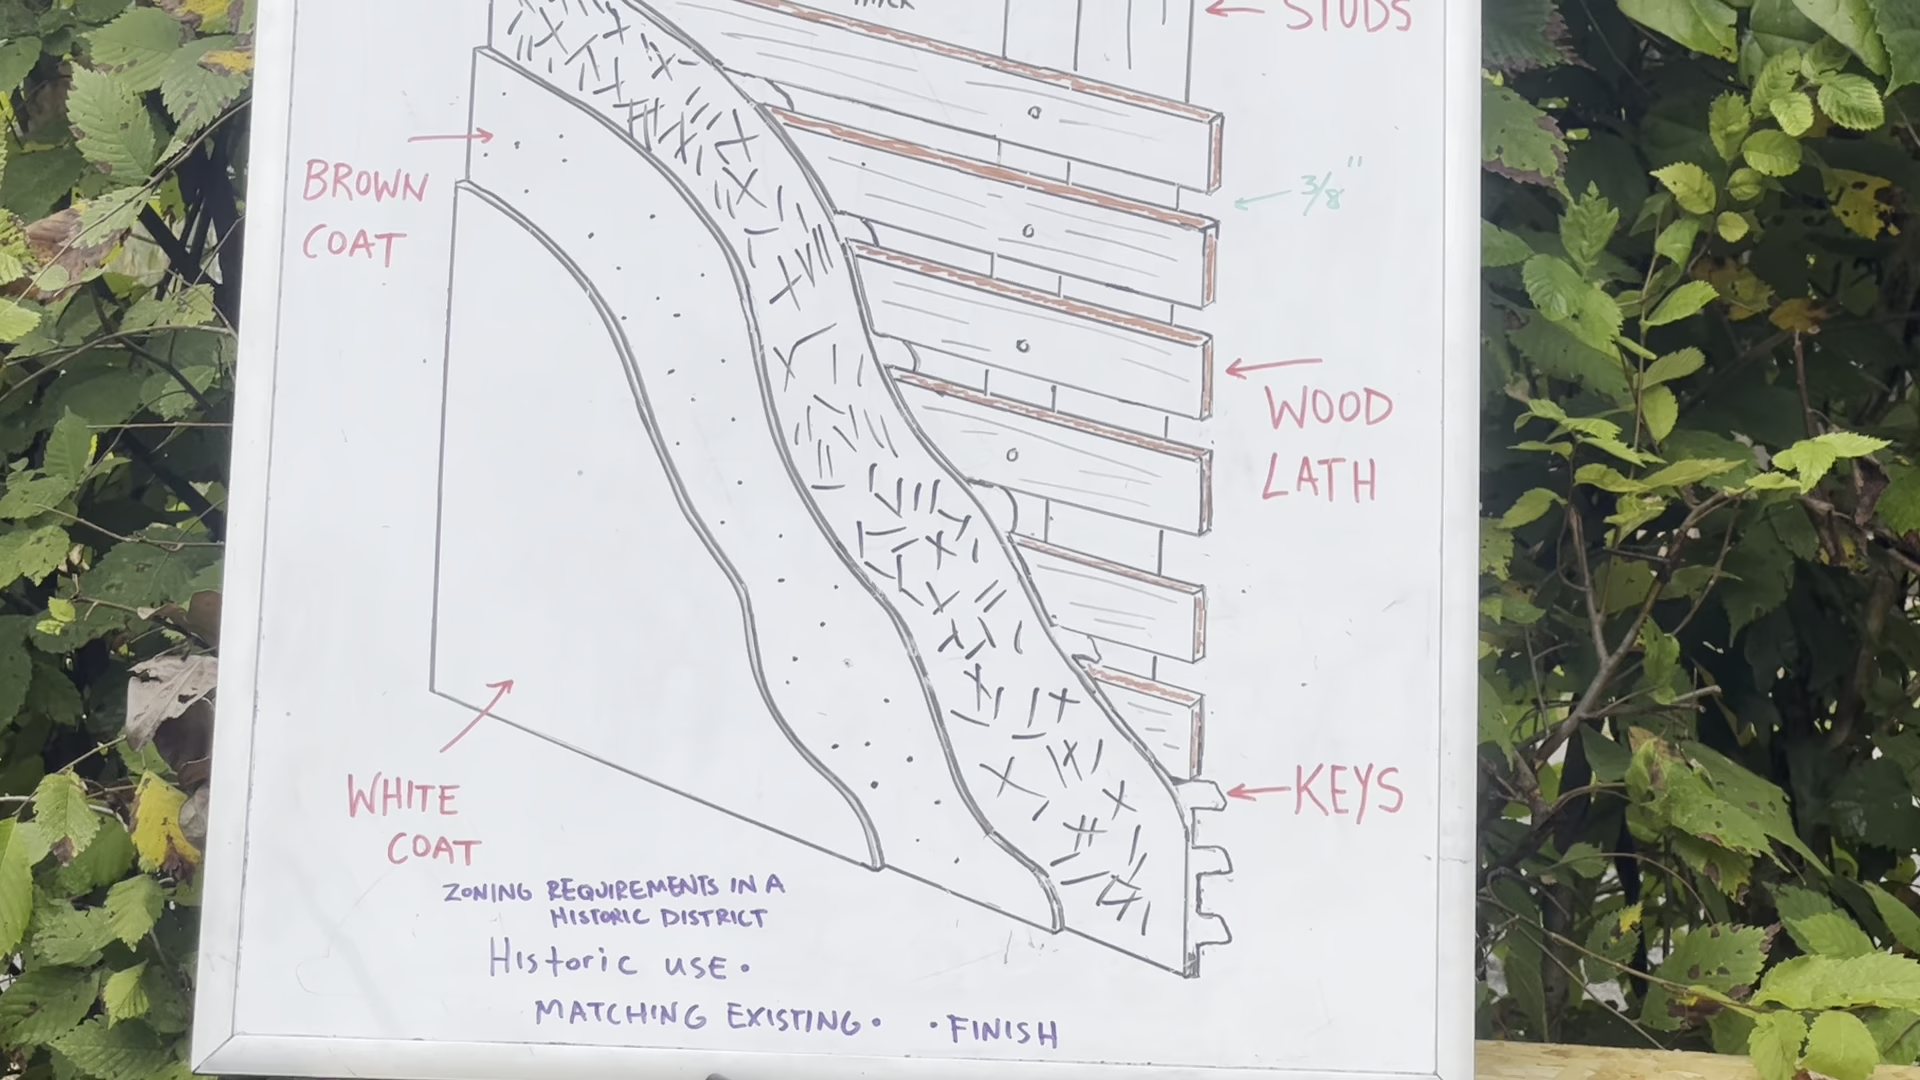 THICK
STUDS
BROWN
COAT
3/8"
WOOD
LATH
KEYS
WHITE
COAT
ZONING REQUIREMENTS IN A
HISTORIC DISTRICT
Historic use.
MATCHING EXISTING. • FINISH